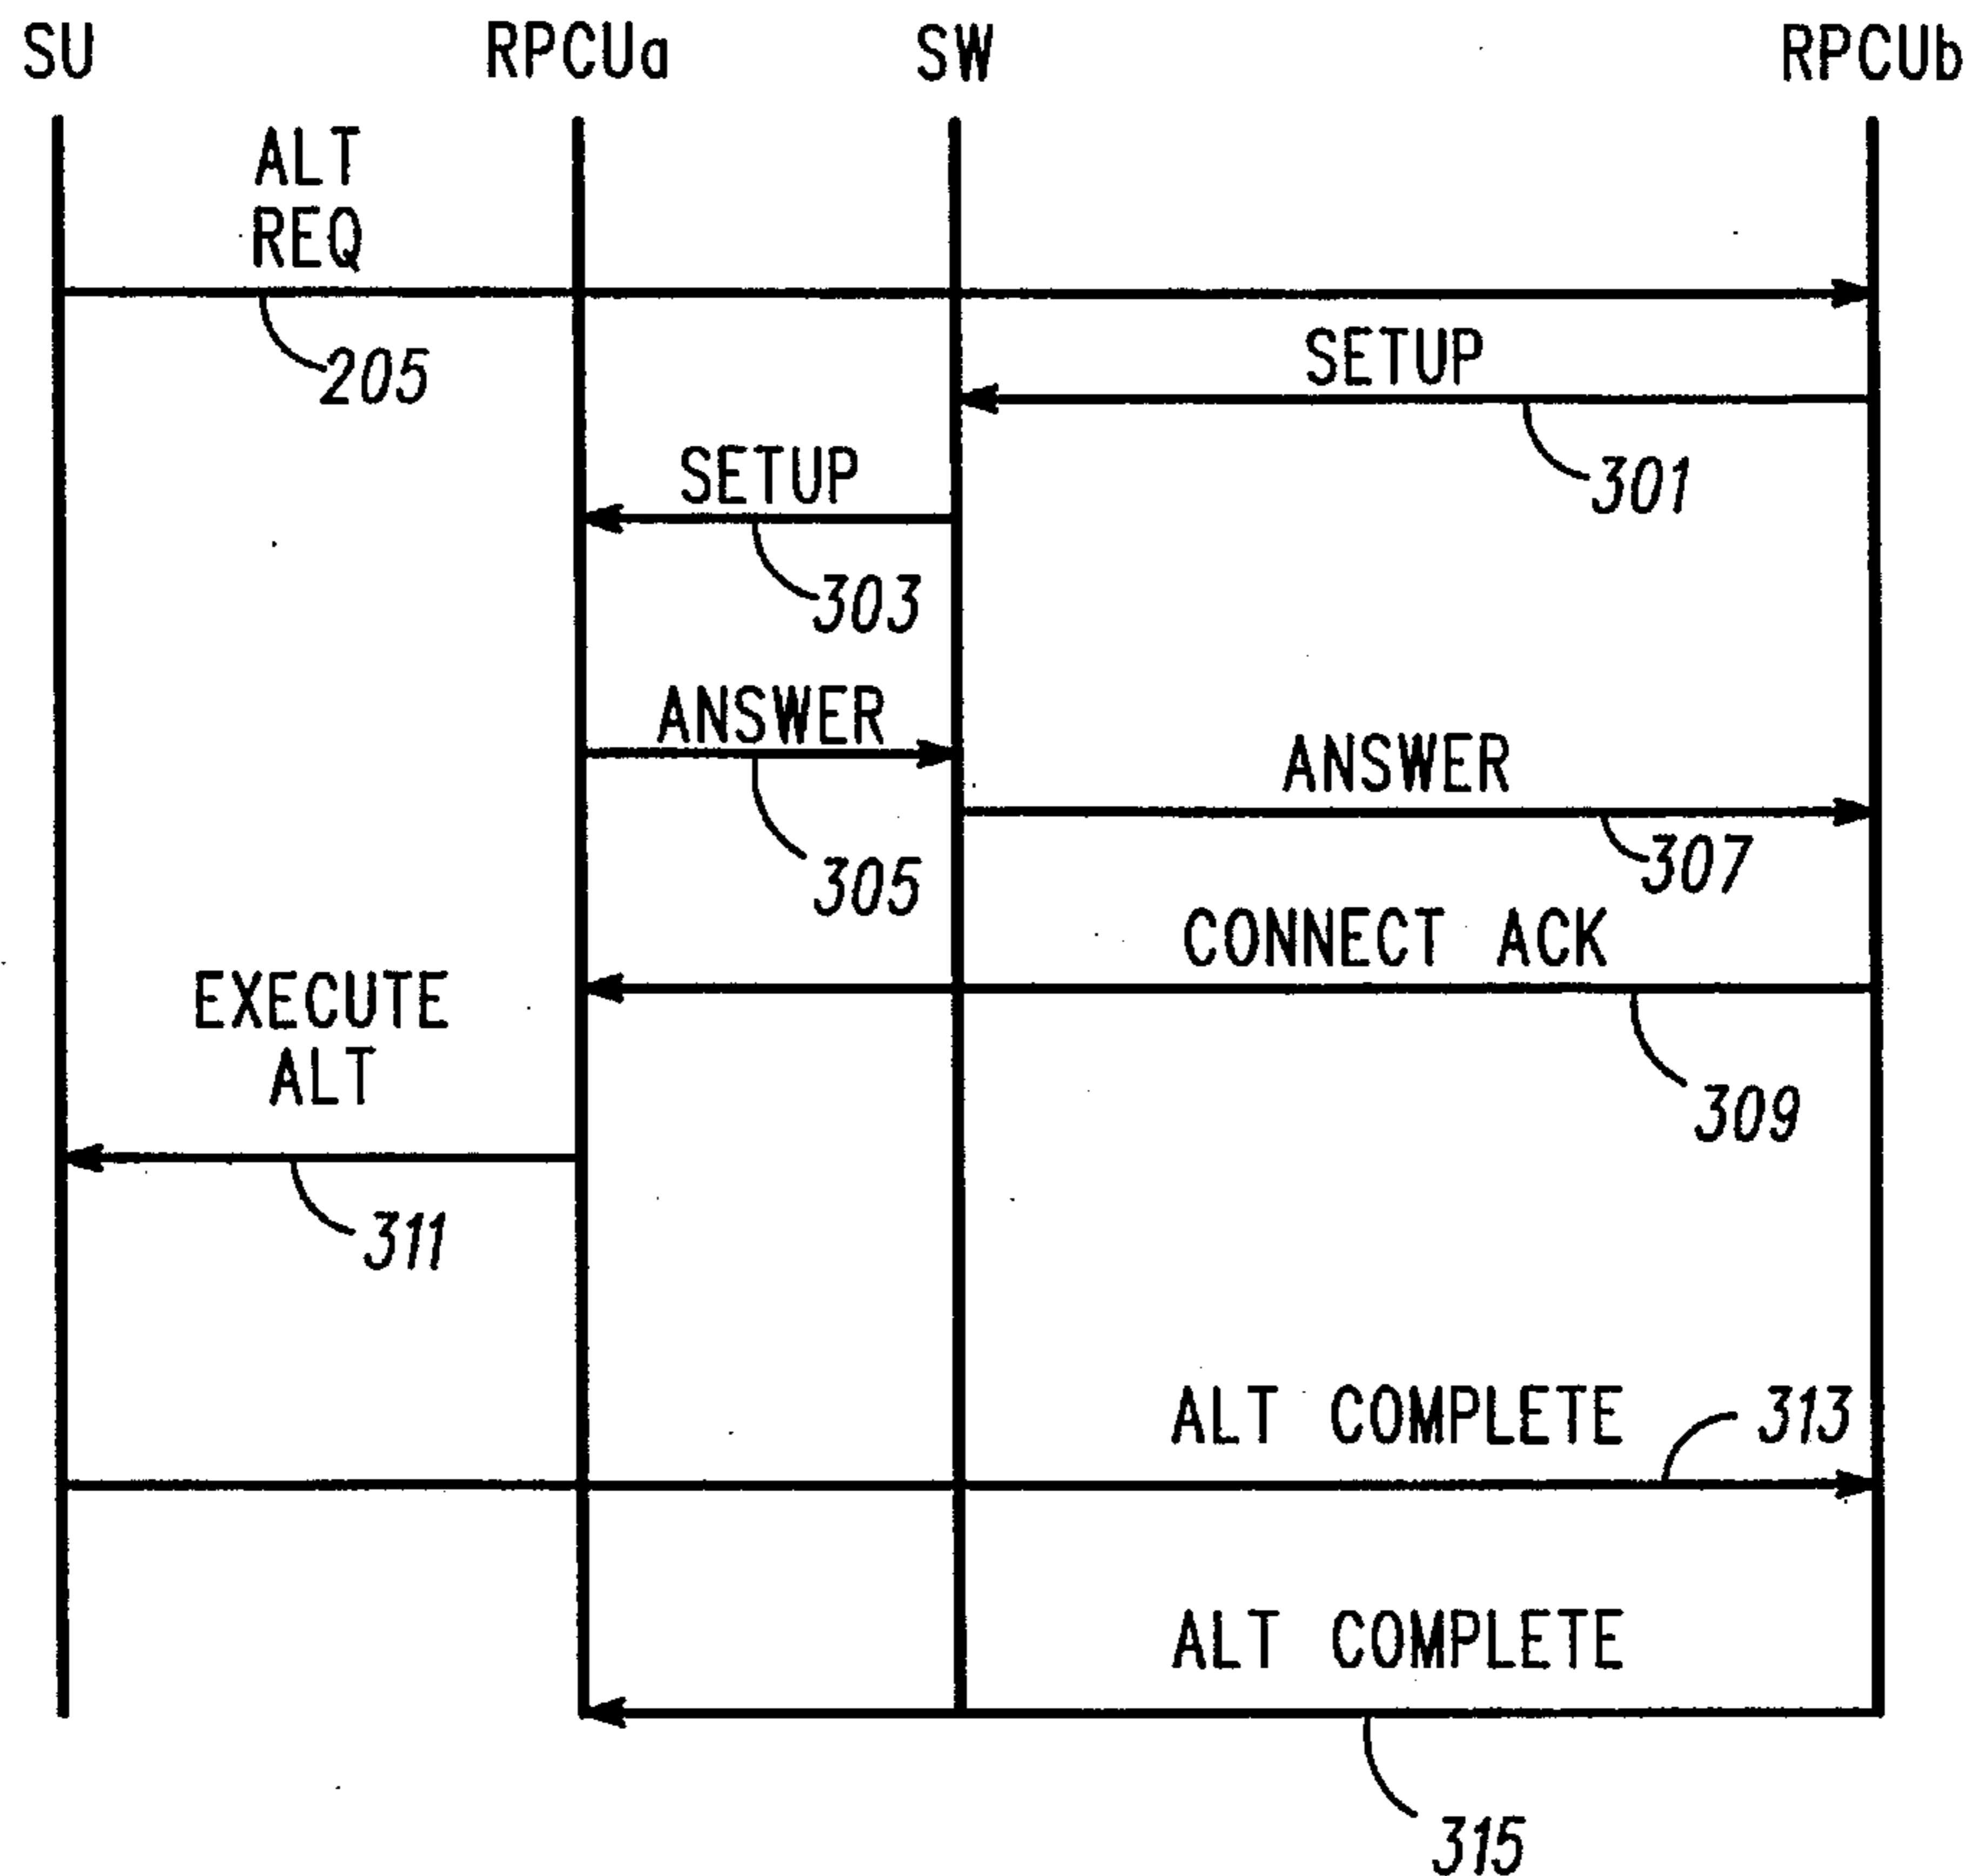 SU RPCUa SW RPCUb
ALT
REQ
205
SETUP
301
SETUP
303
ANSWER
305
ANSWER
307
CONNECT ACK
309
EXECUTE
ALT
311
ALT COMPLETE 313
ALT COMPLETE
315